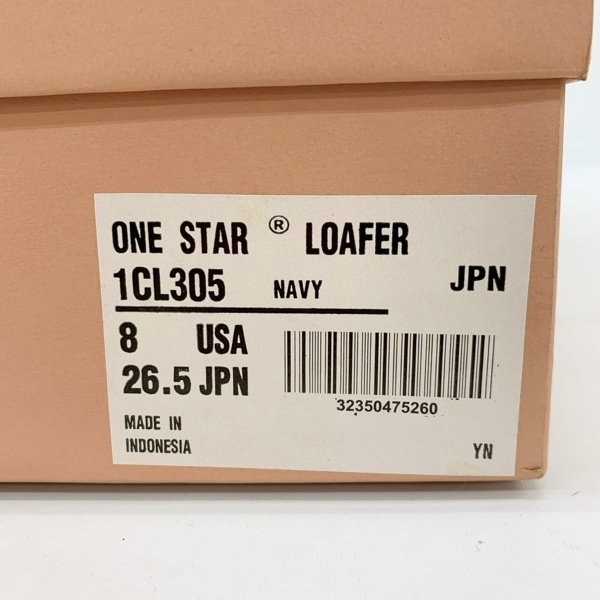 ONE STAR ® LOAFER
1CL305 NAVY JPN
8 USA
26.5 JPN
32350475260
MADE IN
INDONESIA
YN